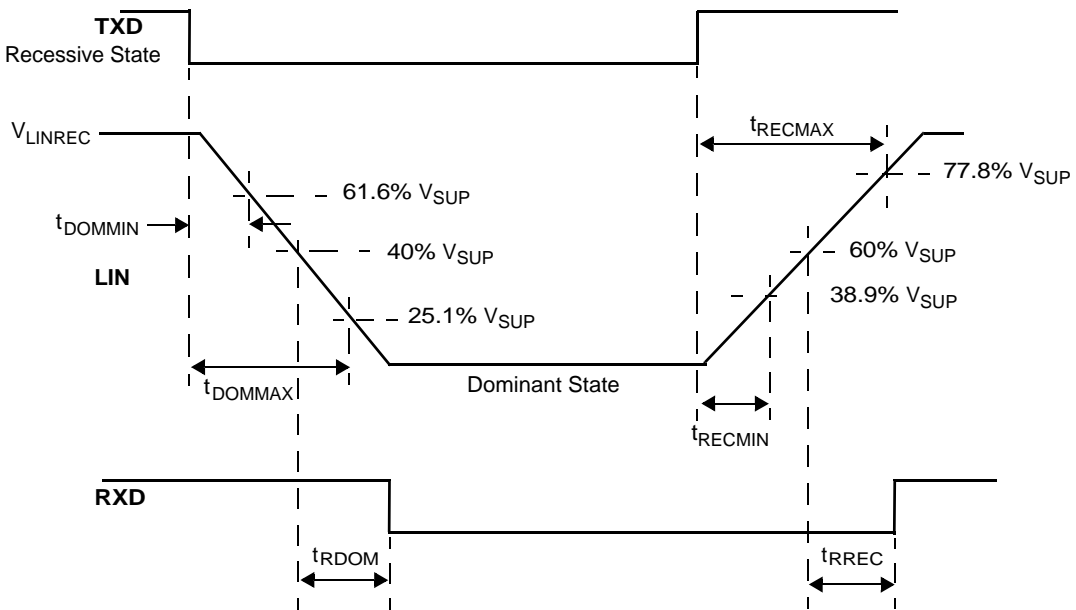 TXD
Recessive State
VLINREC
tRECMAX
77.8% VSUP
61.6% VSUP
tDOMMIN
40% VSUP
60% VSUP
LIN
38.9% VSUP
25.1% VSUP
tDOMMAX
Dominant State
tRECMIN
RXD
tRDOM
tRREC